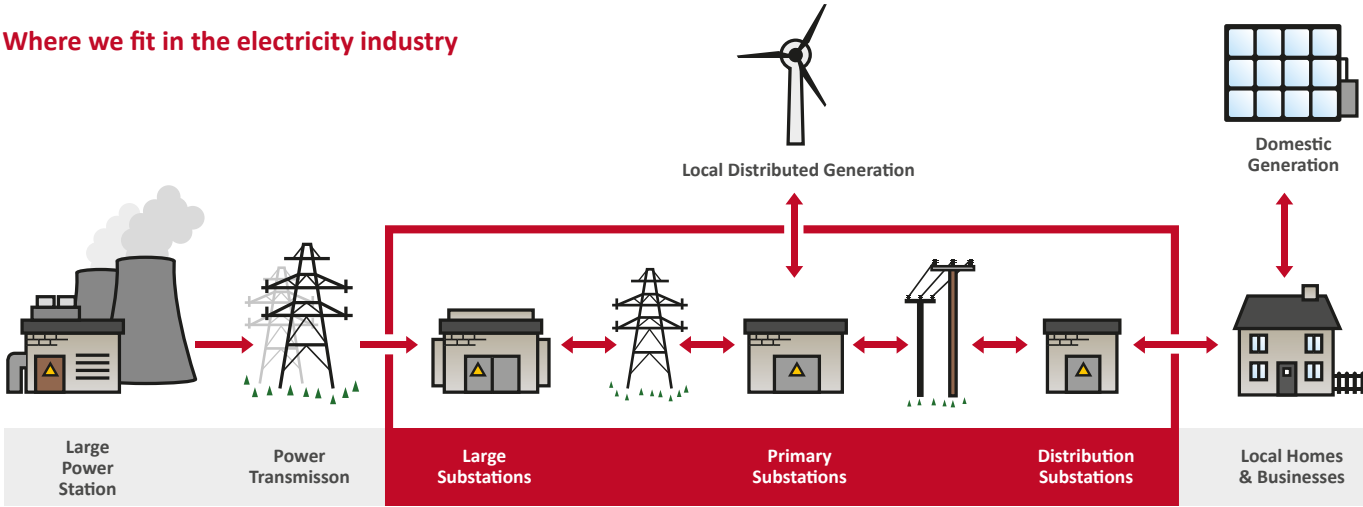 Where we fit in the electricity industry
Local Distributed Generation
Domestic
Generation
Large
Power
Station
Power
Transmisson
Large
Substations
Primary
Substations
Distribution
Substations
Local Homes
& Businesses